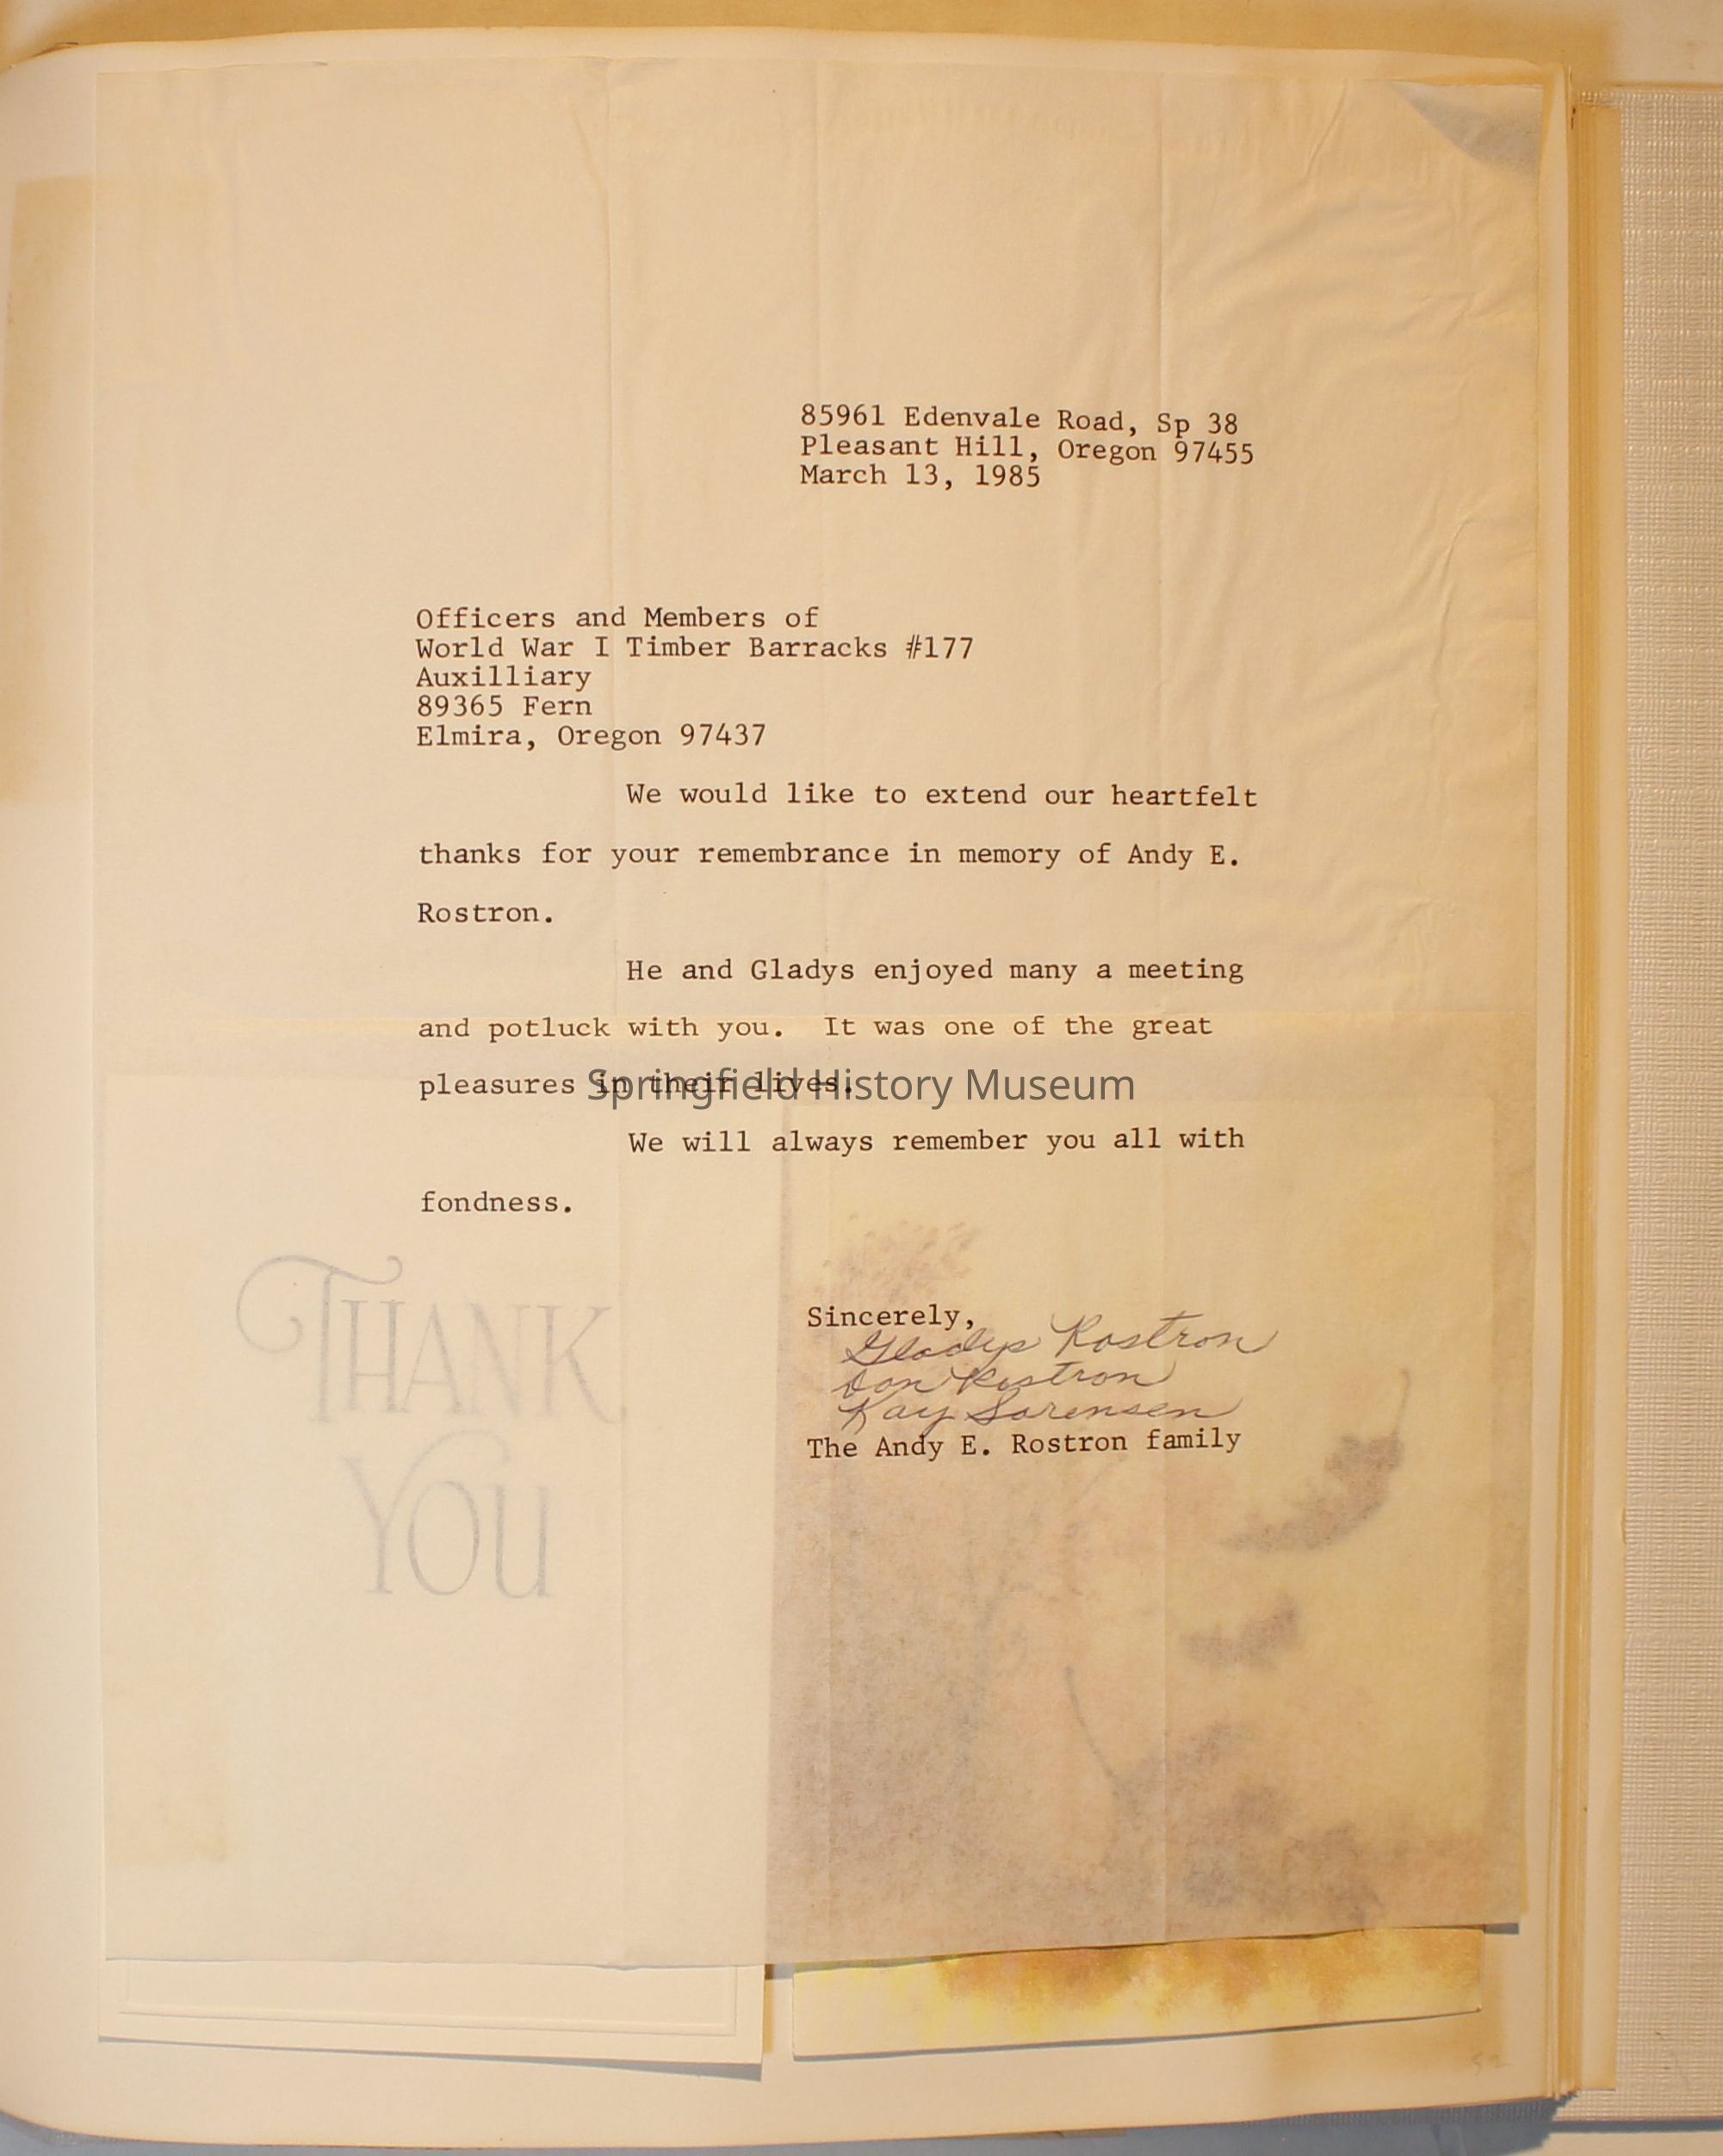 85961 Edenvale Road, Sp 38
Pleasant Hill, Oregon 97455
March 13, 1985
Officers and Members of
World War I Timber Barracks #177
Auxilliary
89365 Fern
Elmira, Oregon 97437
We would like to extend our heartfelt
thanks for your remembrance in memory of Andy E.
Rostron.
He and Gladys enjoyed many a meeting
and potluck with you. It was one of the great
pleasures in their lives.
Springfield History Museum
We will always remember you all with
fondness.
THANK
YOU
Sincerely,
Gladys Rostron
Don Rostron
Kay Sorensen
The Andy E. Rostron family